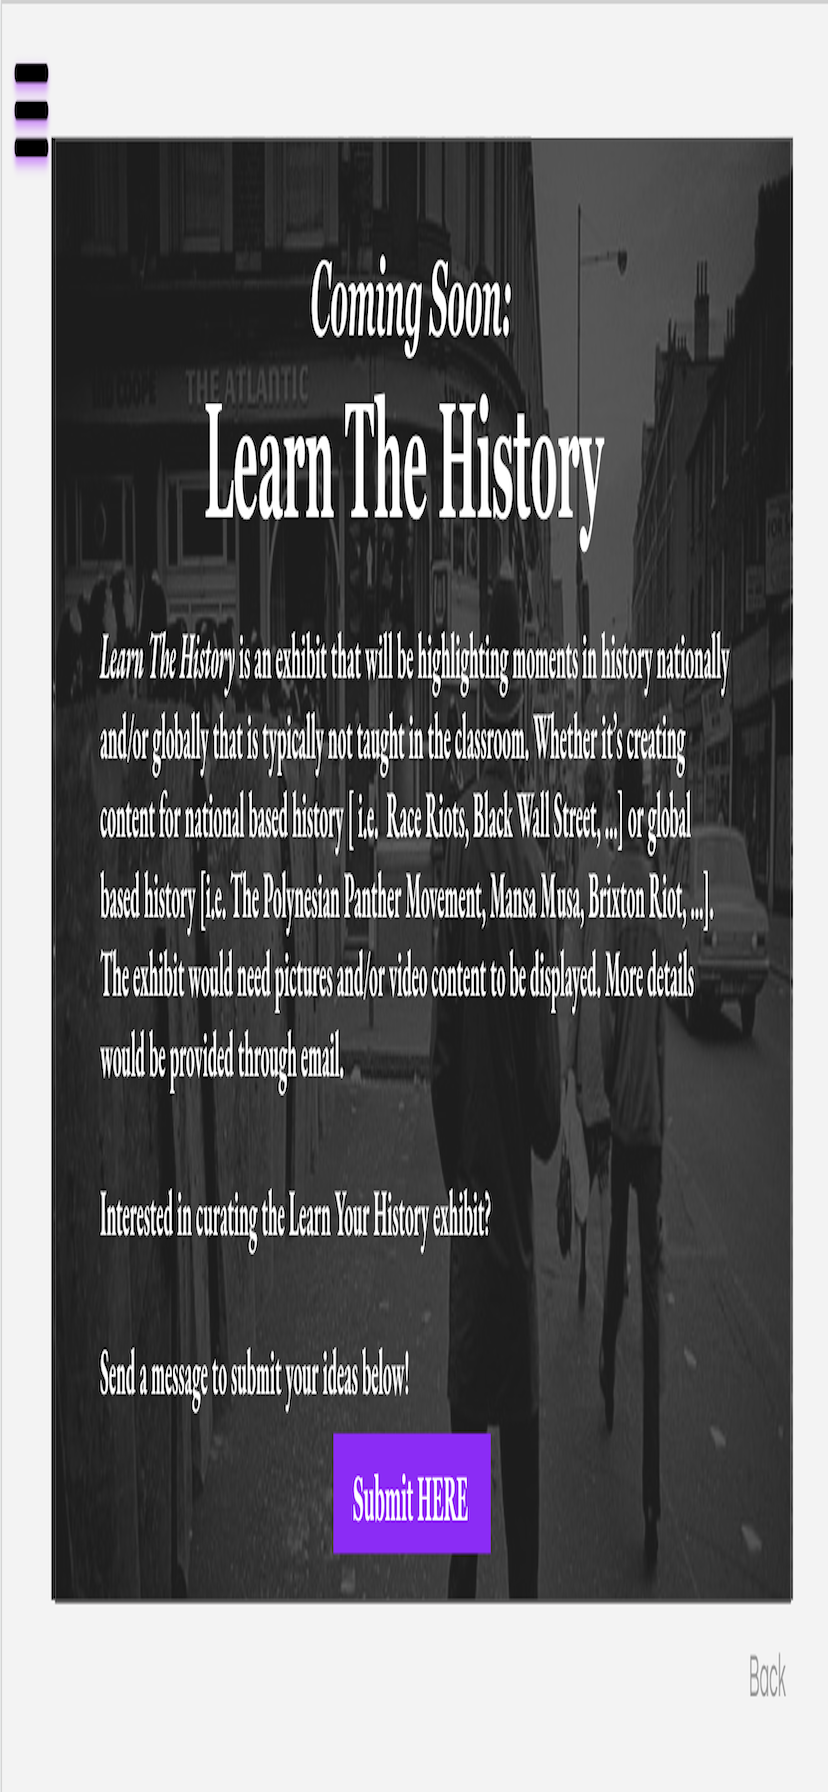 Coming Soon:
THE ATLANTIC
Learn The History
Learn The History is an exhibit that will be highlighting moments in history nationally
and/or globally that is typically not taught in the classroom. Whether it’s creating
content for national based history [ i.e. Race Riots, Black Wall Street, ...] or global
based history [i.e. The Polynesian Panther Movement, Mansa Musa, Brixton Riot, ...].
The exhibit would need pictures and/or video content to be displayed. More details
would be provided through email.
Interested in curating the Learn Your History exhibit?
Send a message to submit your ideas below!
Submit HERE
Back